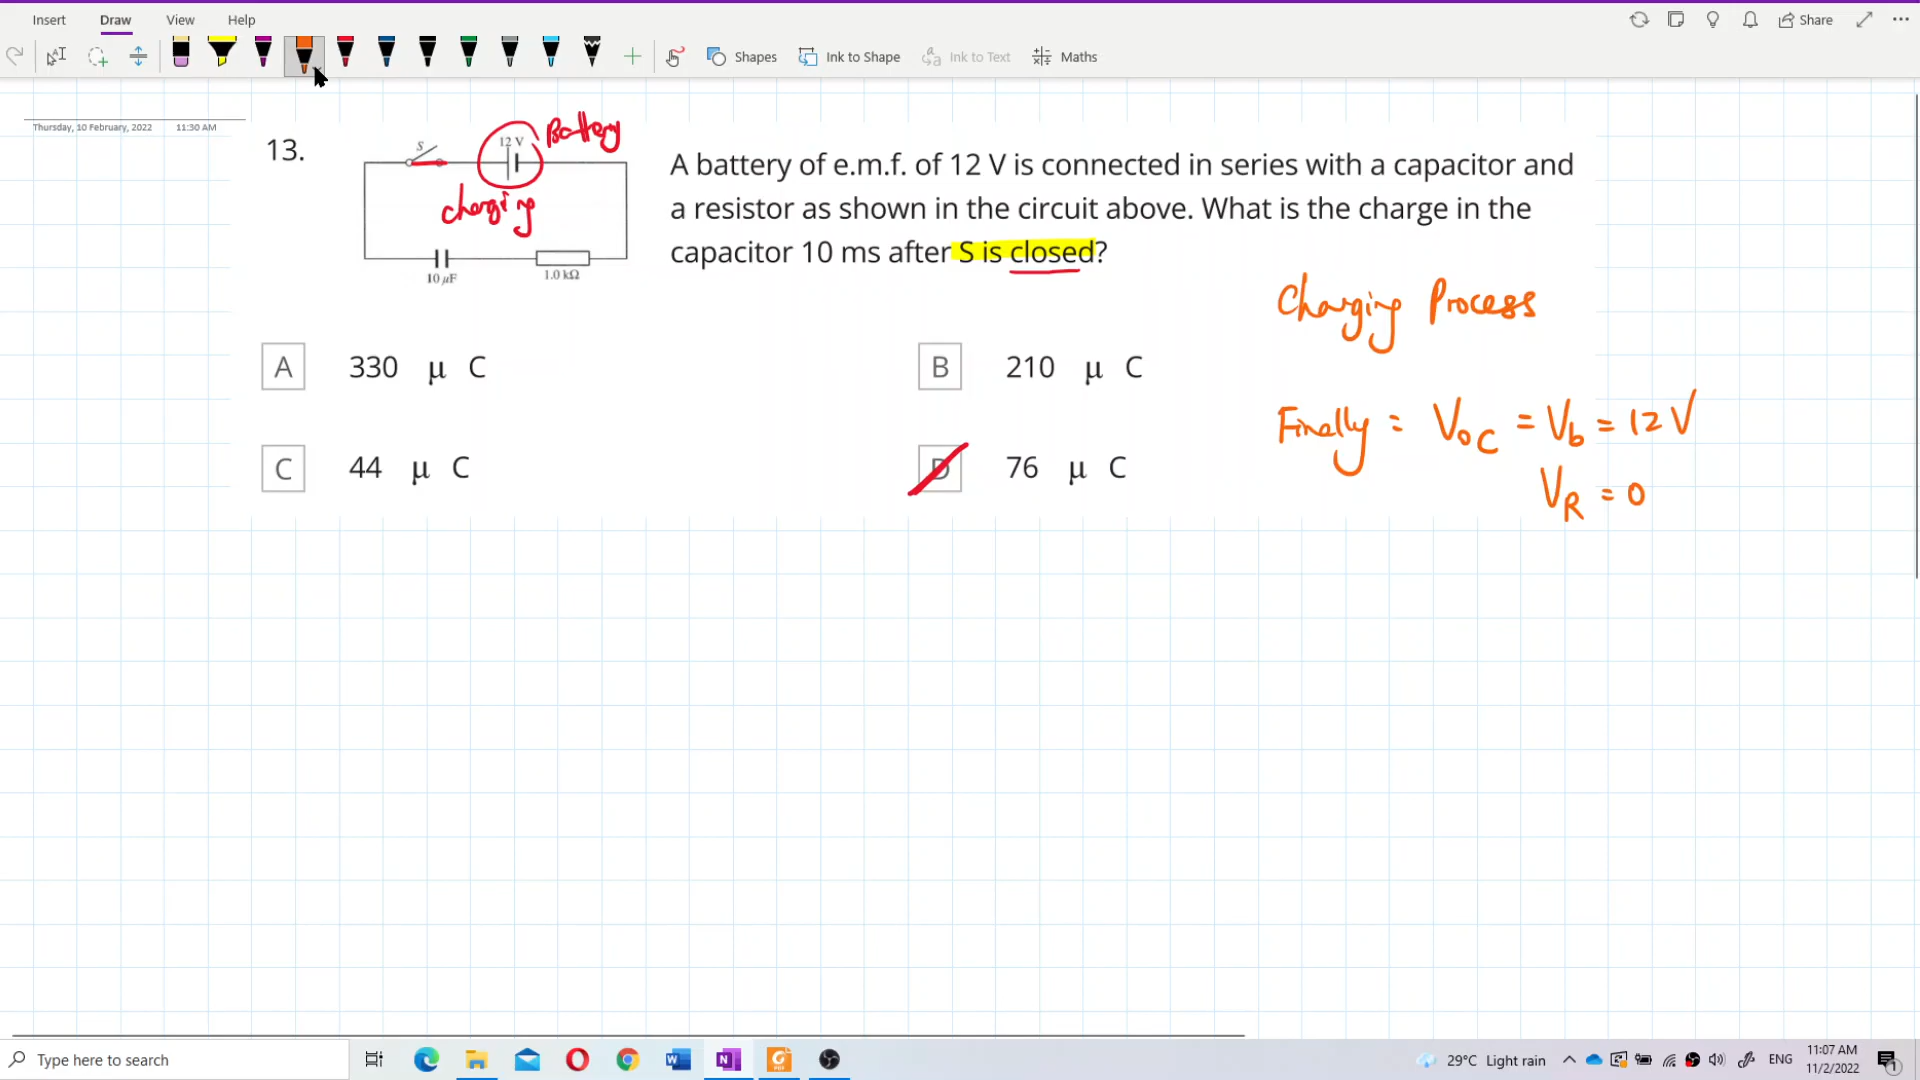 Insert Draw View Help
Share
Shapes Ink to Shape Ink to Text Maths
Thursday, 10 February, 2022 11:30 AM
13.
S
12 V
Battery
charging
10 μF
1.0 kΩ
A battery of e.m.f. of 12 V is connected in series with a capacitor and
a resistor as shown in the circuit above. What is the charge in the
capacitor 10 ms after S is closed?
Charging Process
A 330 μ C
B 210 μ C
Finally = VoC = Vb = 12 V
VR = 0
C 44 μ C
D 76 μ C
Type here to search
29°C Light rain
ENG
11:07 AM
11/2/2022
1